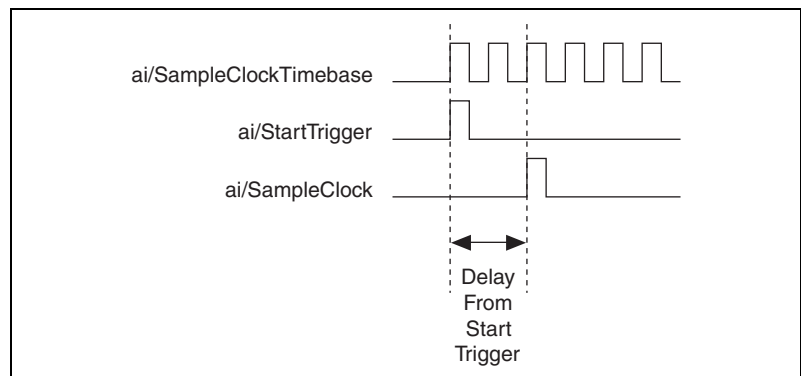 ai/SampleClockTimebase
ai/StartTrigger
ai/SampleClock
Delay
From
Start
Trigger